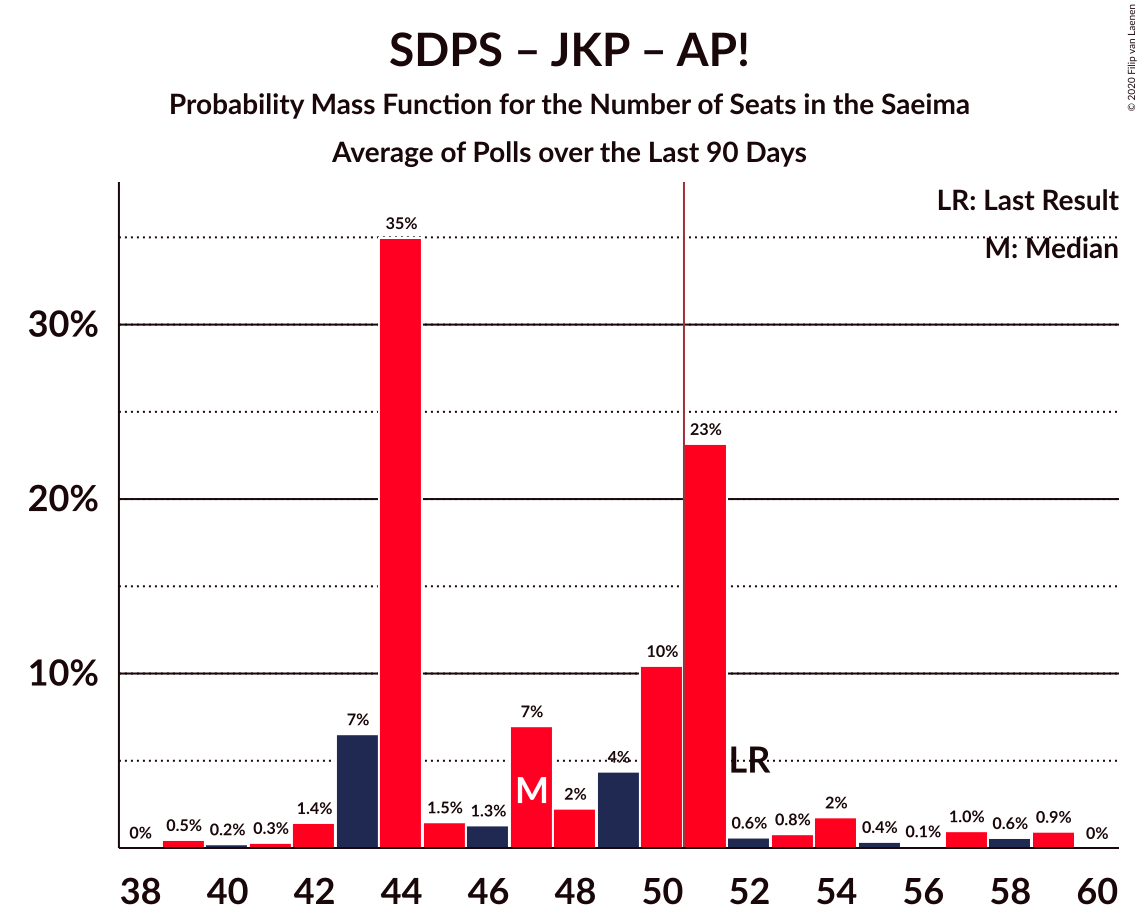 SDPS – JKP – AP!
Probability Mass Function for the Number of Seats in the Saeima
Average of Polls over the Last 90 Days
© 2020 Filip van Laenen
LR: Last Result
M: Median
30%
20%
10%
0%
0.5%
0.2%
0.3%
1.4%
7%
35%
1.5%
1.3%
7%
2%
4%
10%
23%
0.6%
0.8%
2%
0.4%
0.1%
1.0%
0.6%
0.9%
0%
M
LR
38 40 42 44 46 48 50 52 54 56 58 60